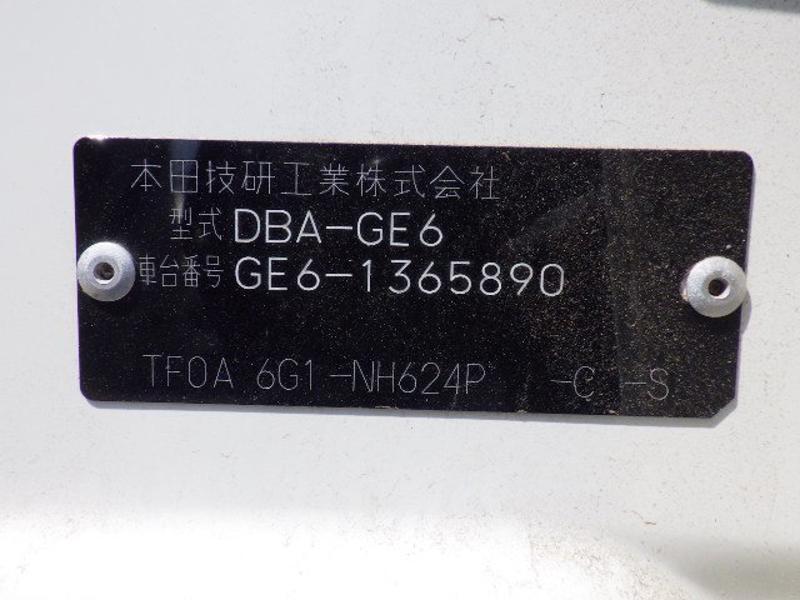 本田技研工業株式会社
型式 DBA-GE6
車台番号 GE6-1365890
TF0A 6G1-NH624P -C -S